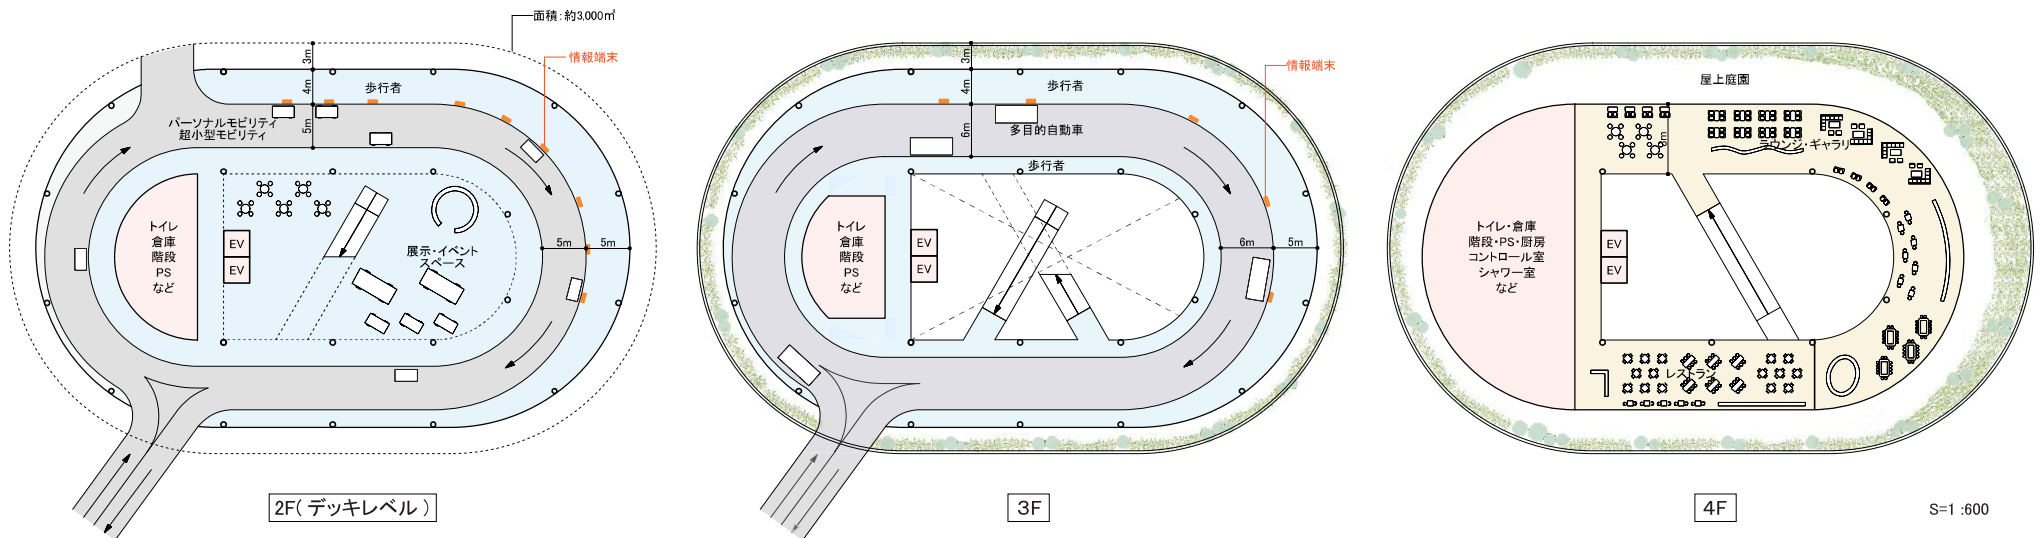 面積：約3,000㎡
情報端末
3m
4m
5m
歩行者
パーソナルモビリティ
超小型モビリティ
トイレ
倉庫
階段
PS
など
EV
EV
展示・イベント
スペース
5m
5m
2F(デッキレベル)
情報端末
3m
4m
6m
歩行者
多目的自動車
歩行者
トイレ
倉庫
階段
PS
など
EV
EV
6m
5m
3F
屋上庭園
ラウンジ・ギャラリ
トイレ・倉庫
階段・PS・厨房
コントロール室
シャワー室
など
EV
EV
レストラン
4F
S=1:600